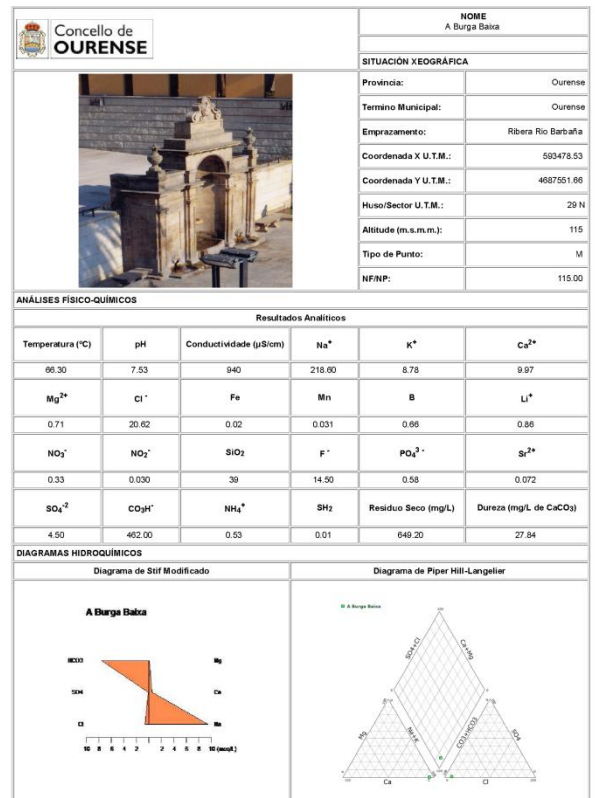 Concello de
OURENSE
NOME
A Burga Baixa
SITUACIÓN XEOGRÁFICA
Provincia: Ourense
Termino Municipal: Ourense
Emprazamento: Ribera Rio Barbaña
Coordenada X U.T.M.: 593478.53
Coordenada Y U.T.M.: 4687551.66
Huso/Sector U.T.M.: 29 N
Altitude (m.s.m.m.): 115
Tipo de Punto: M
NF/NP: 115.00
ANÁLISES FÍSICO-QUÍMICOS
Resultados Analíticos
Temperatura (ºC) pH Conductividade (µS/cm) Na⁺ K⁺ Ca²⁺
66.30 7.53 940 218.60 8.78 9.97
Mg²⁺ Cl⁻ Fe Mn B Li⁺
0.71 20.62 0.02 0.031 0.66 0.86
NO₃⁻ NO₂⁻ SiO₂ F⁻ PO₄³⁻ Sr²⁺
0.33 0.030 39 14.50 0.58 0.072
SO₄⁻² CO₃H⁻ NH₄⁺ SH₂ Residuo Seco (mg/L) Dureza (mg/L de CaCO₃)
4.50 462.00 0.53 0.01 649.20 27.84
DIAGRAMAS HIDROQUÍMICOS
Diagrama de Stif Modificado Diagrama de Piper Hill-Langelier
A Burga Baixa
HCO3 Mg
SO4 Ca
Cl Na
10 8 6 4 2 2 4 6 8 10 (meq/L)
A Burga Baixa
SO4+Cl Ca+Mg
Mg Na+K CO3+HCO3 SO4
Ca Cl